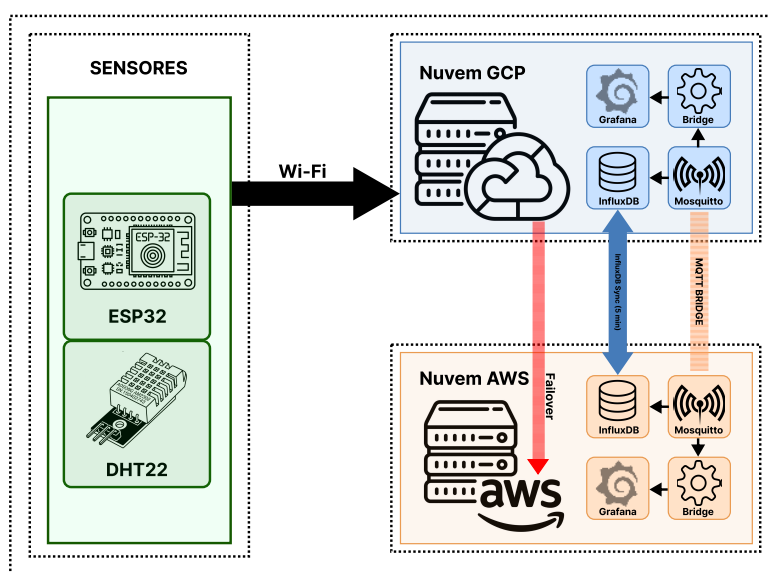 SENSORES
ESP-32
ESP32
DHT22
Wi-Fi
Nuvem GCP
Grafana
Bridge
InfluxDB
Mosquitto
InfluxDB Sync (5 min)
MQTT BRIDGE
Failover
Nuvem AWS
aws
InfluxDB
Mosquitto
Grafana
Bridge